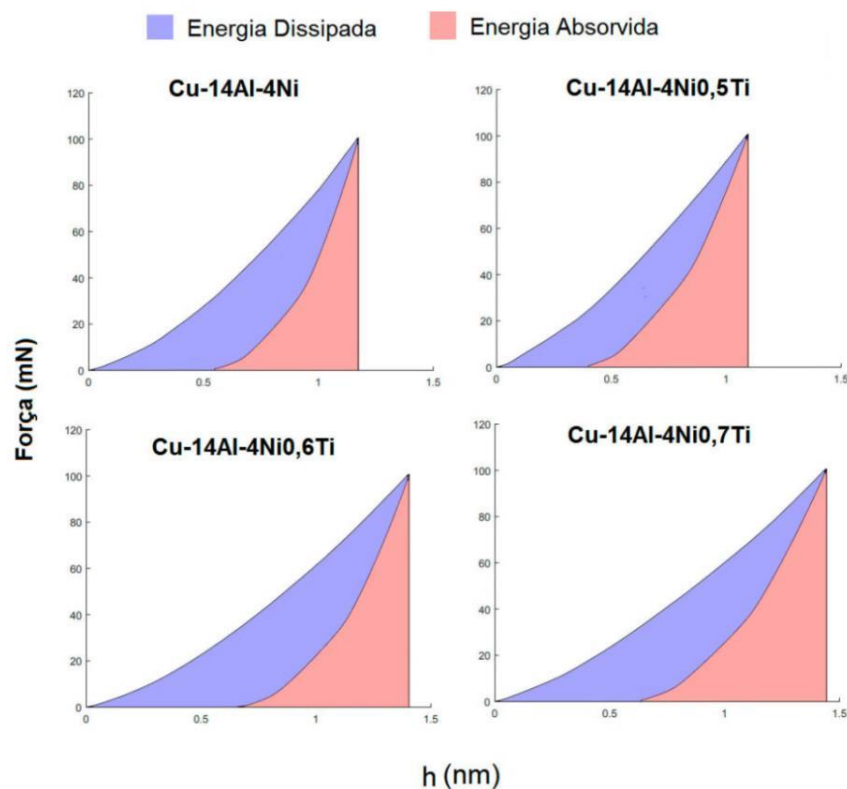 Energia Dissipada Energia Absorvida
Cu-14Al-4Ni Cu-14Al-4Ni0,5Ti
120 120
100 100
80 80
60 60
40 40
20 20
0 0
0 0.5 1 1.5 0 0.5 1 1.5
Força (mN)
Cu-14Al-4Ni0,6Ti Cu-14Al-4Ni0,7Ti
120 120
100 100
80 80
60 60
40 40
20 20
0 0
0 0.5 1 1.5 0 0.5 1 1.5
h (nm)